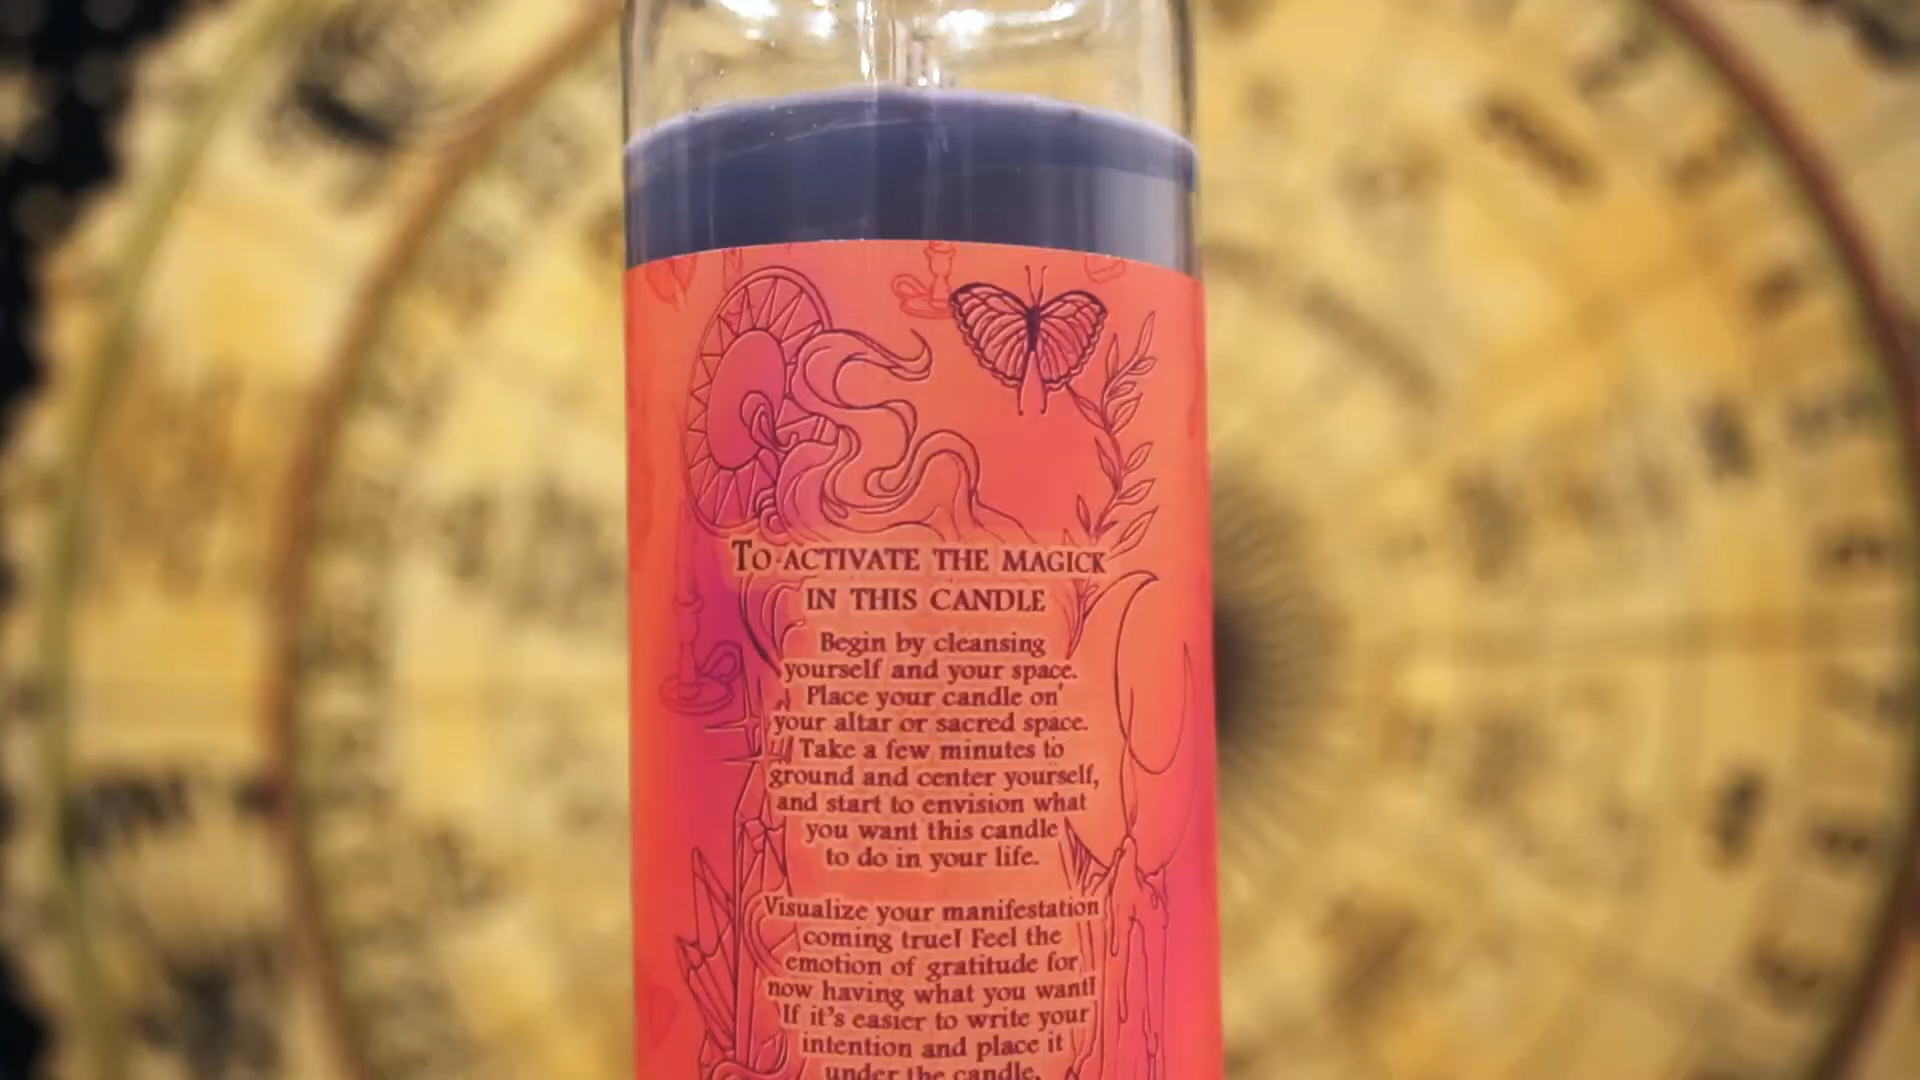 To activate the magick
in this candle
Begin by cleansing
yourself and your space.
Place your candle on
your altar or sacred space.
Take a few minutes to
ground and center yourself,
and start to envision what
you want this candle
to do in your life.
Visualize your manifestation
coming true! Feel the
emotion of gratitude for
now having what you want!
If it's easier to write your
intention and place it
under the candle,